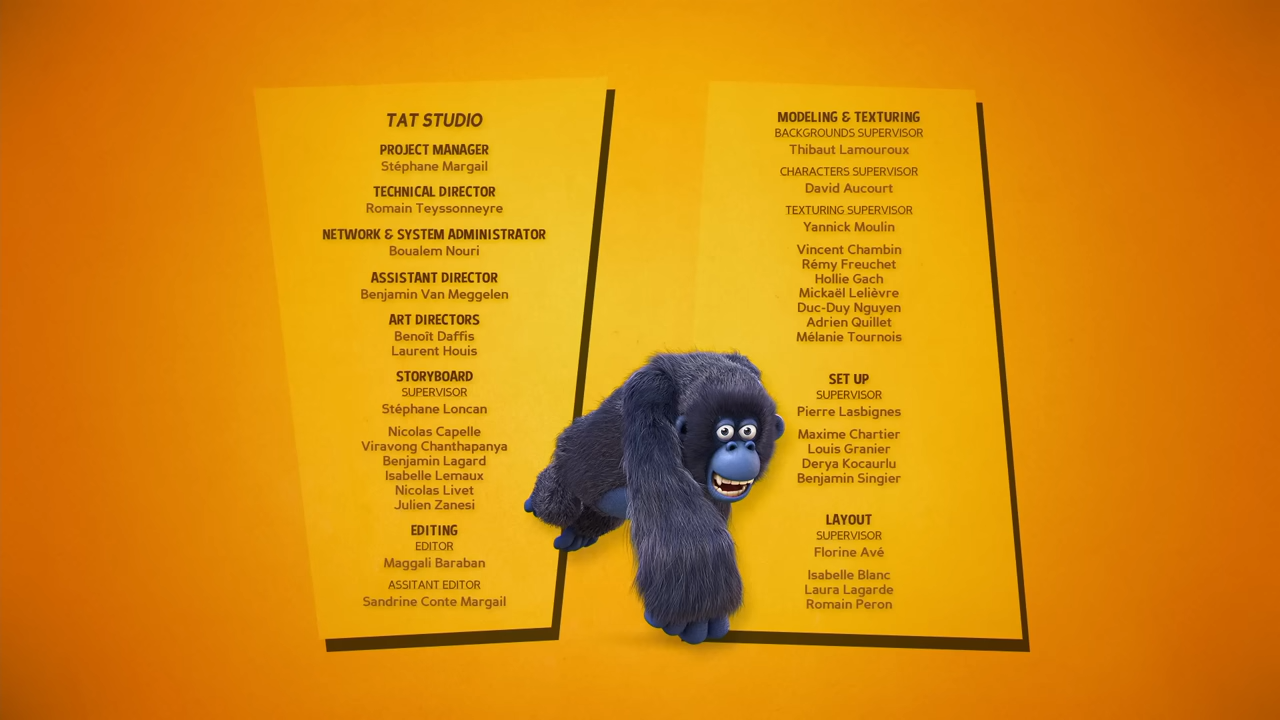 TAT STUDIO
PROJECT MANAGER
Stéphane Margail
TECHNICAL DIRECTOR
Romain Teyssonneyre
NETWORK & SYSTEM ADMINISTRATOR
Boualem Nouri
ASSISTANT DIRECTOR
Benjamin Van Meggelen
ART DIRECTORS
Benoît Daffis
Laurent Houis
STORYBOARD
SUPERVISOR
Stéphane Loncan
Nicolas Capelle
Viravong Chanthapanya
Benjamin Lagard
Isabelle Lemaux
Nicolas Livet
Julien Zanesi
EDITING
EDITOR
Maggali Baraban
ASSITANT EDITOR
Sandrine Conte Margail
MODELING & TEXTURING
BACKGROUNDS SUPERVISOR
Thibaut Lamouroux
CHARACTERS SUPERVISOR
David Aucourt
TEXTURING SUPERVISOR
Yannick Moulin
Vincent Chambin
Rémy Freuchet
Hollie Gach
Mickaël Lelièvre
Duc-Duy Nguyen
Adrien Quillet
Mélanie Tournois
SET UP
SUPERVISOR
Pierre Lasbignes
Maxime Chartier
Louis Granier
Derya Kocaurlu
Benjamin Singier
LAYOUT
SUPERVISOR
Florine Avé
Isabelle Blanc
Laura Lagarde
Romain Peron